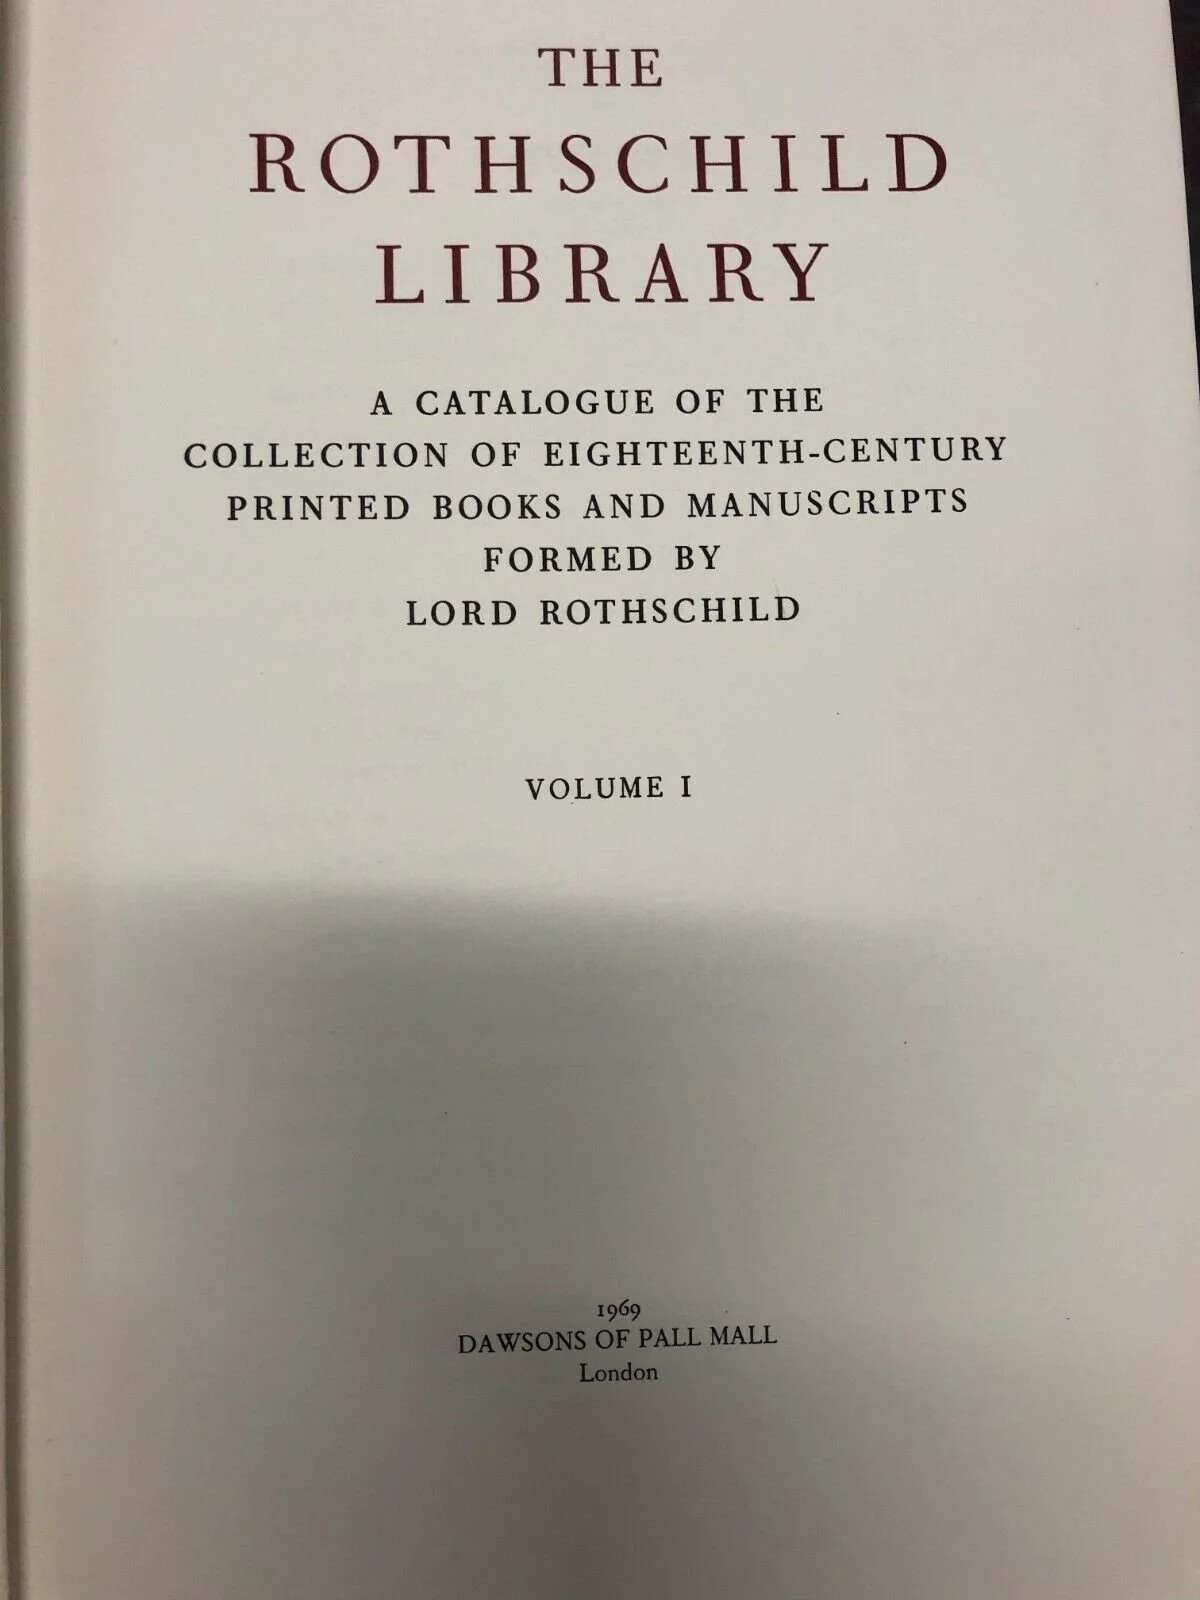 THE
ROTHSCHILD
LIBRARY
A CATALOGUE OF THE
COLLECTION OF EIGHTEENTH-CENTURY
PRINTED BOOKS AND MANUSCRIPTS
FORMED BY
LORD ROTHSCHILD
VOLUME I
1969
DAWSONS OF PALL MALL
London